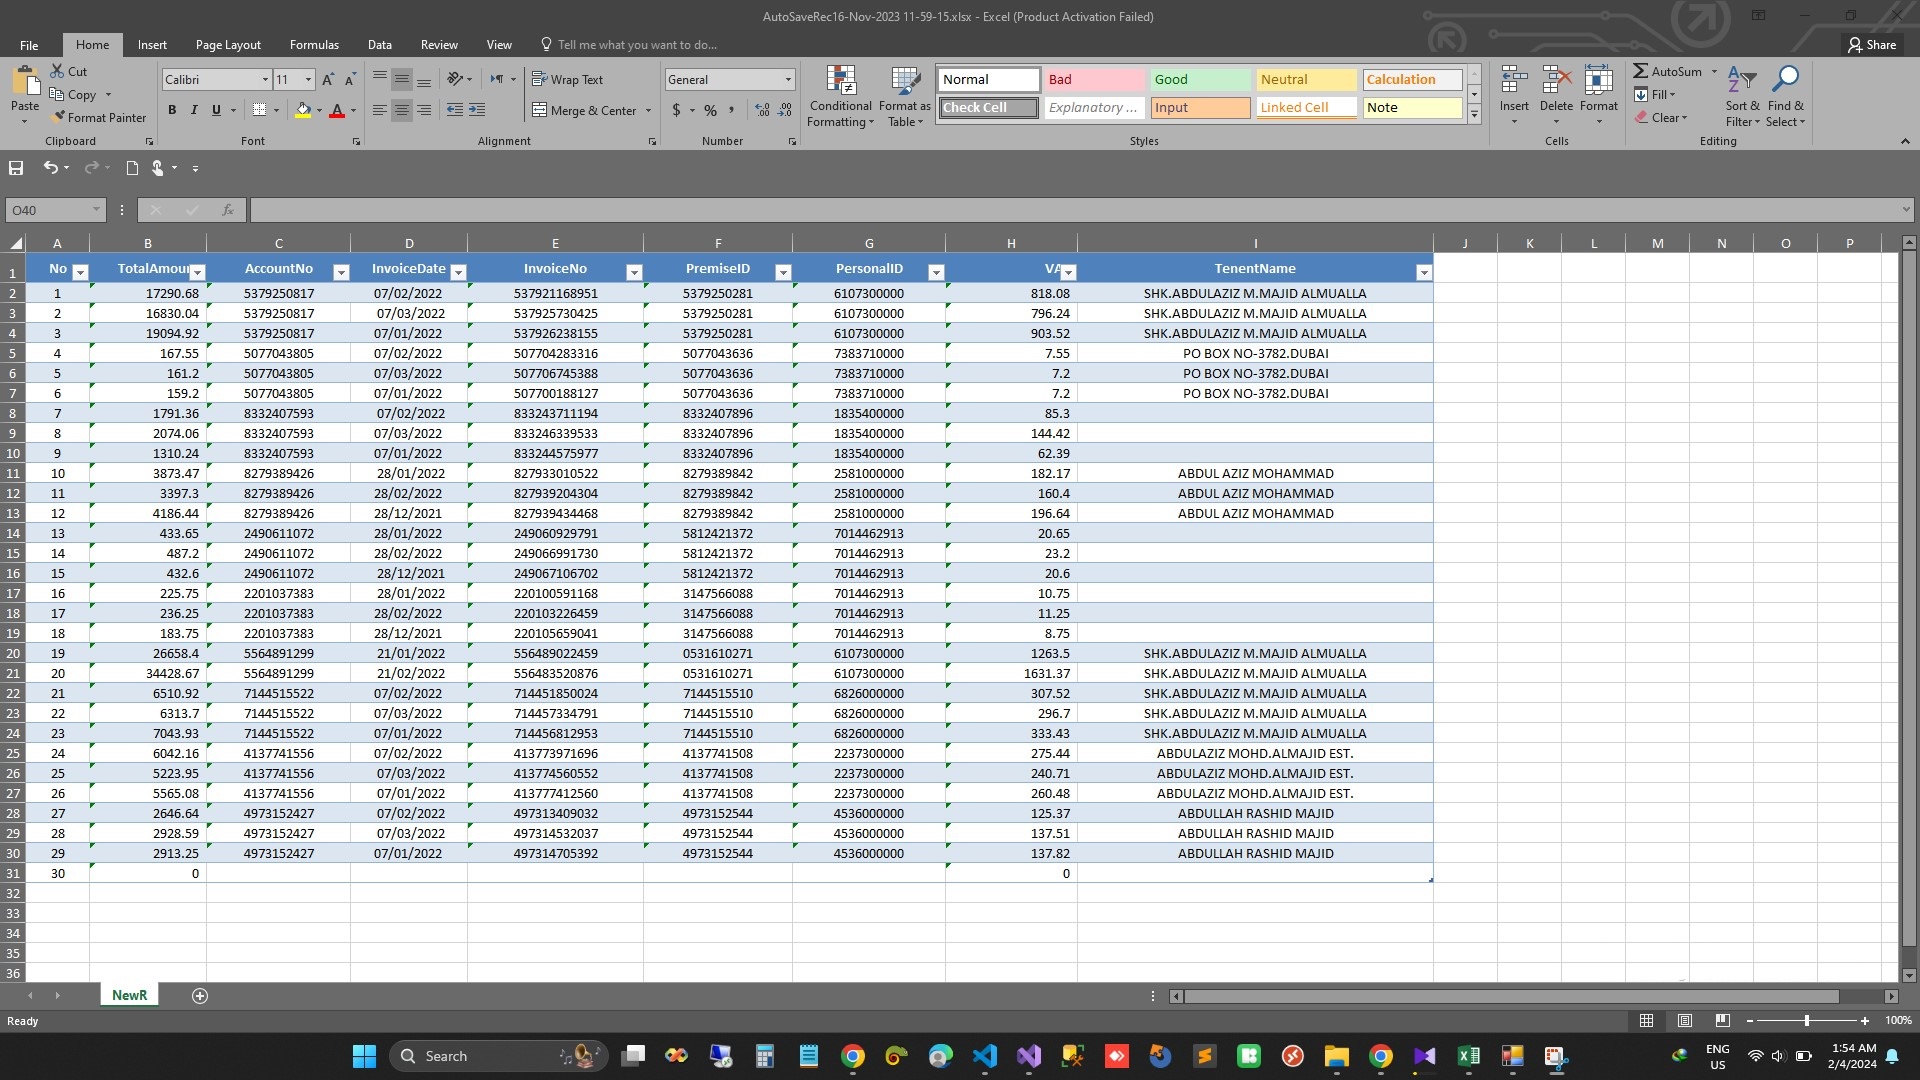 AutoSaveRec16-Nov-2023 11-59-15.xlsx - Excel (Product Activation Failed)
File Home Insert Page Layout Formulas Data Review View Tell me what you want to do... Share
Paste Cut Copy Format Painter Clipboard
Calibri 11 B I U A A Font
Wrap Text Merge & Center Alignment
General $ % , Number
Conditional Formatting Format as Table
Normal Bad Good Neutral Calculation
Check Cell Explanatory ... Input Linked Cell Note
Styles
Insert Delete Format Cells
AutoSum Fill Clear Sort & Filter Find & Select Editing
O40 fx
A B C D E F G H I J K L M N O P
1 No TotalAmou AccountNo InvoiceDate InvoiceNo PremiseID PersonalID VA TenentName
2 1 17290.68 5379250817 07/02/2022 537921168951 5379250281 6107300000 818.08 SHK.ABDULAZIZ M.MAJID ALMUALLA
3 2 16830.04 5379250817 07/03/2022 537925730425 5379250281 6107300000 796.24 SHK.ABDULAZIZ M.MAJID ALMUALLA
4 3 19094.92 5379250817 07/01/2022 537926238155 5379250281 6107300000 903.52 SHK.ABDULAZIZ M.MAJID ALMUALLA
5 4 167.55 5077043805 07/02/2022 507704283316 5077043636 7383710000 7.55 PO BOX NO-3782.DUBAI
6 5 161.2 5077043805 07/03/2022 507706745388 5077043636 7383710000 7.2 PO BOX NO-3782.DUBAI
7 6 159.2 5077043805 07/01/2022 507700188127 5077043636 7383710000 7.2 PO BOX NO-3782.DUBAI
8 7 1791.36 8332407593 07/02/2022 833243711194 8332407896 1835400000 85.3
9 8 2074.06 8332407593 07/03/2022 833246339533 8332407896 1835400000 144.42
10 9 1310.24 8332407593 07/01/2022 833244575977 8332407896 1835400000 62.39
11 10 3873.47 8279389426 28/01/2022 827933010522 8279389842 2581000000 182.17 ABDUL AZIZ MOHAMMAD
12 11 3397.3 8279389426 28/02/2022 827939204304 8279389842 2581000000 160.4 ABDUL AZIZ MOHAMMAD
13 12 4186.44 8279389426 28/12/2021 827939434468 8279389842 2581000000 196.64 ABDUL AZIZ MOHAMMAD
14 13 433.65 2490611072 28/01/2022 249060929791 5812421372 7014462913 20.65
15 14 487.2 2490611072 28/02/2022 249066991730 5812421372 7014462913 23.2
16 15 432.6 2490611072 28/12/2021 249067106702 5812421372 7014462913 20.6
17 16 225.75 2201037383 28/01/2022 220100591168 3147566088 7014462913 10.75
18 17 236.25 2201037383 28/02/2022 220103226459 3147566088 7014462913 11.25
19 18 183.75 2201037383 28/12/2021 220105659041 3147566088 7014462913 8.75
20 19 26658.4 5564891299 21/01/2022 556489022459 0531610271 6107300000 1263.5 SHK.ABDULAZIZ M.MAJID ALMUALLA
21 20 34428.67 5564891299 21/02/2022 556483520876 0531610271 6107300000 1631.37 SHK.ABDULAZIZ M.MAJID ALMUALLA
22 21 6510.92 7144515522 07/02/2022 714451850024 7144515510 6826000000 307.52 SHK.ABDULAZIZ M.MAJID ALMUALLA
23 22 6313.7 7144515522 07/03/2022 714457334791 7144515510 6826000000 296.7 SHK.ABDULAZIZ M.MAJID ALMUALLA
24 23 7043.93 7144515522 07/01/2022 714456812953 7144515510 6826000000 333.43 SHK.ABDULAZIZ M.MAJID ALMUALLA
25 24 6042.16 4137741556 07/02/2022 413773971696 4137741508 2237300000 275.44 ABDULAZIZ MOHD.ALMAJID EST.
26 25 5223.95 4137741556 07/03/2022 413774560552 4137741508 2237300000 240.71 ABDULAZIZ MOHD.ALMAJID EST.
27 26 5565.08 4137741556 07/01/2022 413777412560 4137741508 2237300000 260.48 ABDULAZIZ MOHD.ALMAJID EST.
28 27 2646.64 4973152427 07/02/2022 497313409032 4973152544 4536000000 125.37 ABDULLAH RASHID MAJID
29 28 2928.59 4973152427 07/03/2022 497314532037 4973152544 4536000000 137.51 ABDULLAH RASHID MAJID
30 29 2913.25 4973152427 07/01/2022 497314705392 4973152544 4536000000 137.82 ABDULLAH RASHID MAJID
31 30 0 0
32
33
34
35
36
NewR
Ready 100%
Search ENG US 1:54 AM 2/4/2024